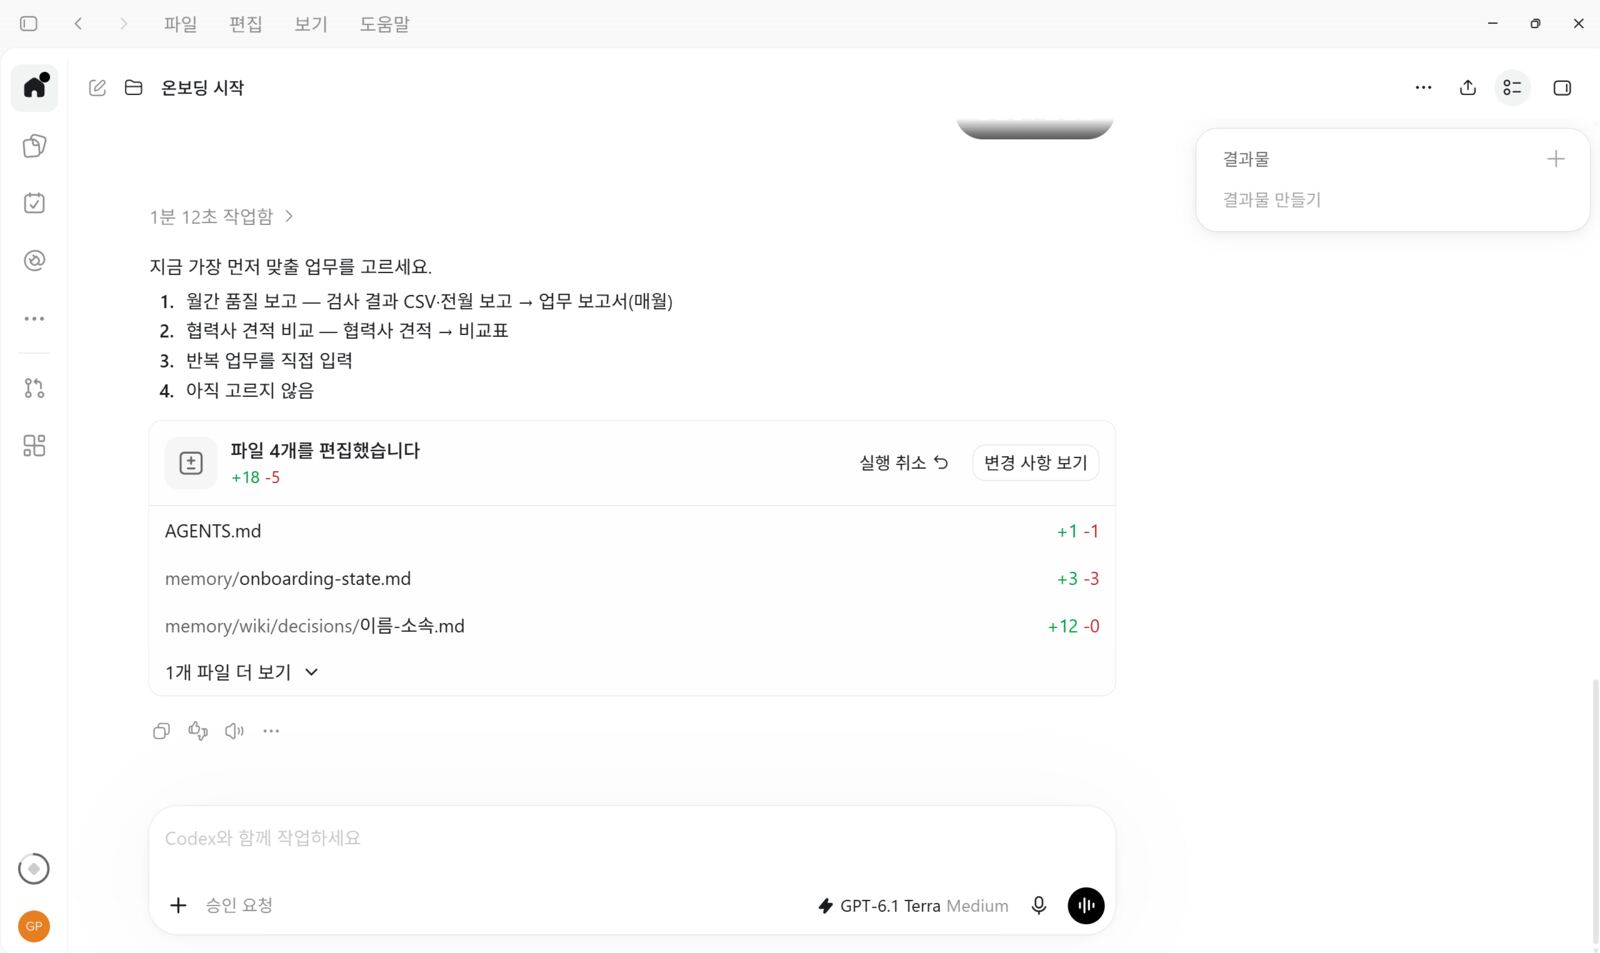 파일 편집 보기 도움말
온보딩 시작
결과물
결과물 만들기
1분 12초 작업함
지금 가장 먼저 맞출 업무를 고르세요.
1. 월간 품질 보고 — 검사 결과 CSV·전월 보고 → 업무 보고서(매월)
2. 협력사 견적 비교 — 협력사 견적 → 비교표
3. 반복 업무를 직접 입력
4. 아직 고르지 않음
파일 4개를 편집했습니다
+18 -5
실행 취소
변경 사항 보기
AGENTS.md +1 -1
memory/onboarding-state.md +3 -3
memory/wiki/decisions/이름-소속.md +12 -0
1개 파일 더 보기
Codex와 함께 작업하세요
승인 요청
GPT-6.1 Terra Medium
GP